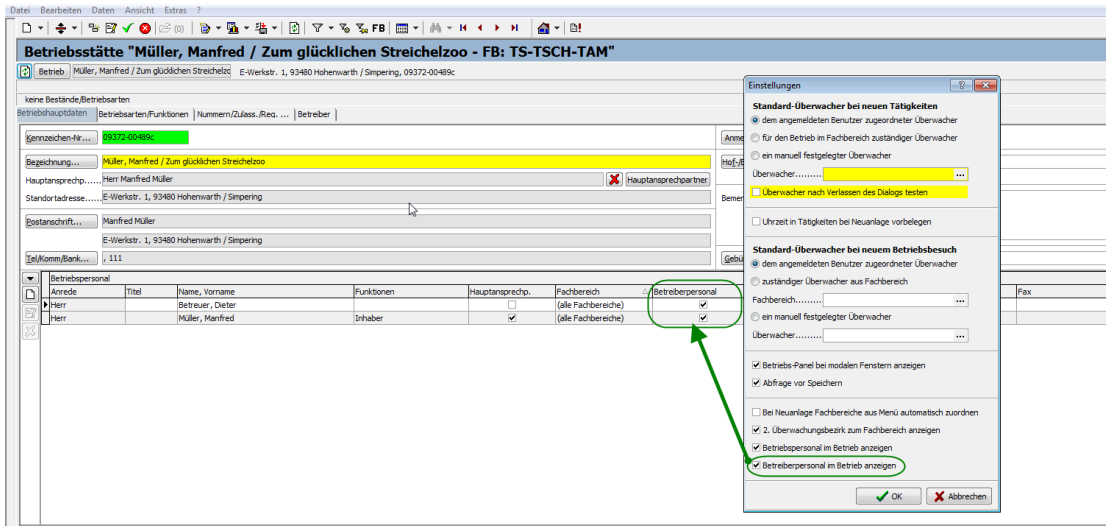 Datei Bearbeiten Daten Ansicht Extras ?
(0) FB
Betriebsstätte "Müller, Manfred / Zum glücklichen Streichelzoo - FB: TS-TSCH-TAM"
Betrieb Müller, Manfred / Zum glücklichen Streichelzo E-Werkstr. 1, 93480 Hohenwarth / Simpering, 09372-00489c
keine Bestände/Betriebsarten
Betriebshauptdaten Betriebsarten/Funktionen Nummern/Zulass./Reg. ... Betreiber
Kennzeichen-Nr... 09372-00489c Anme
Bezeichnung... Müller, Manfred / Zum glücklichen Streichelzoo Hof-/B
Hauptansprechp...... Herr Manfred Müller Hauptansprechpartner
Standortadresse...... E-Werkstr. 1, 93480 Hohenwarth / Simpering Bemer
Postanschrift... Manfred Müller
E-Werkstr. 1, 93480 Hohenwarth / Simpering
Tel/Komm/Bank... , 111 Gebü
Betriebspersonal
Anrede Titel Name, Vorname Funktionen Hauptansprechp. Fachbereich Betreiberpersonal Fax
Herr Betreuer, Dieter (alle Fachbereiche)
Herr Müller, Manfred Inhaber (alle Fachbereiche)
Einstellungen
Standard-Überwacher bei neuen Tätigkeiten
dem angemeldeten Benutzer zugeordneter Überwacher
für den Betrieb im Fachbereich zuständiger Überwacher
ein manuell festgelegter Überwacher
Überwacher......... ...
Überwacher nach Verlassen des Dialogs testen
Uhrzeit in Tätigkeiten bei Neuanlage vorbelegen
Standard-Überwacher bei neuem Betriebsbesuch
dem angemeldeten Benutzer zugeordneter Überwacher
zuständiger Überwacher aus Fachbereich
Fachbereich......... ...
ein manuell festgelegter Überwacher
Überwacher......... ...
Betriebs-Panel bei modalen Fenstern anzeigen
Abfrage vor Speichern
Bei Neuanlage Fachbereiche aus Menü automatisch zuordnen
2. Überwachungsbezirk zum Fachbereich anzeigen
Betriebspersonal im Betrieb anzeigen
Betreiberpersonal im Betrieb anzeigen
OK Abbrechen